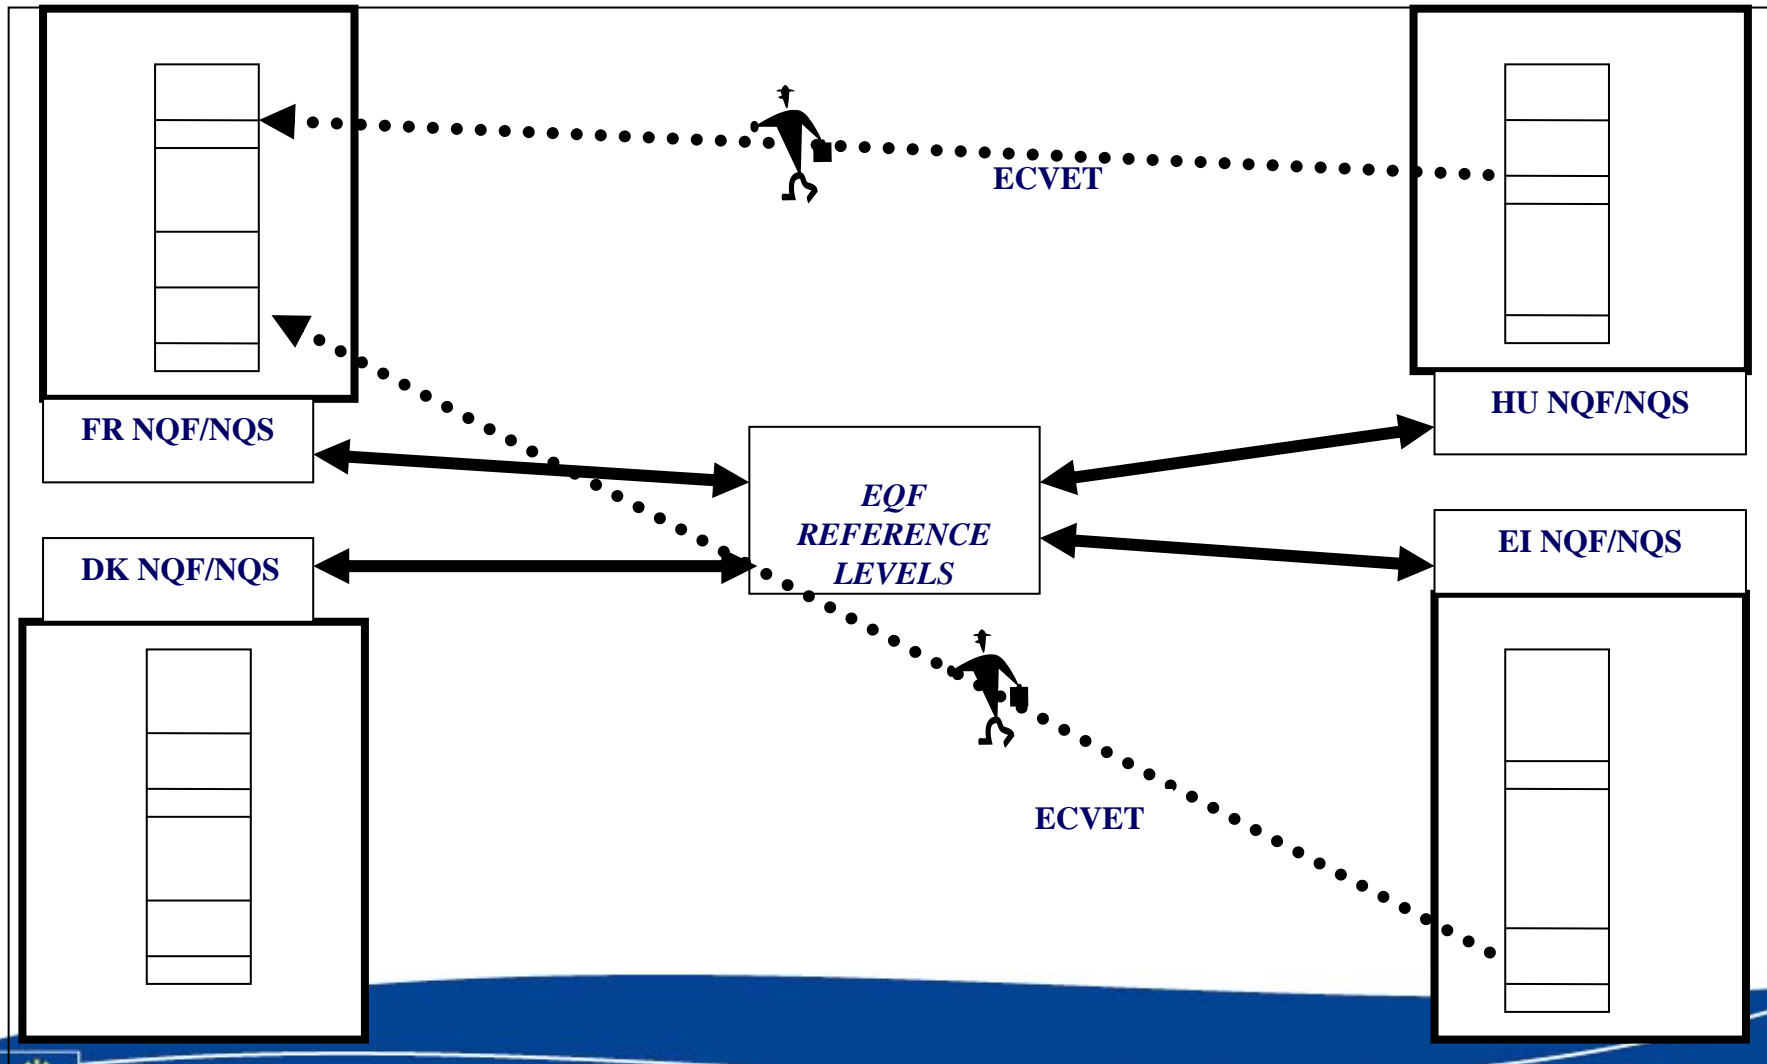 ECVET
FR NQF/NQS
HU NQF/NQS
EQF
REFERENCE
LEVELS
DK NQF/NQS
EI NQF/NQS
ECVET